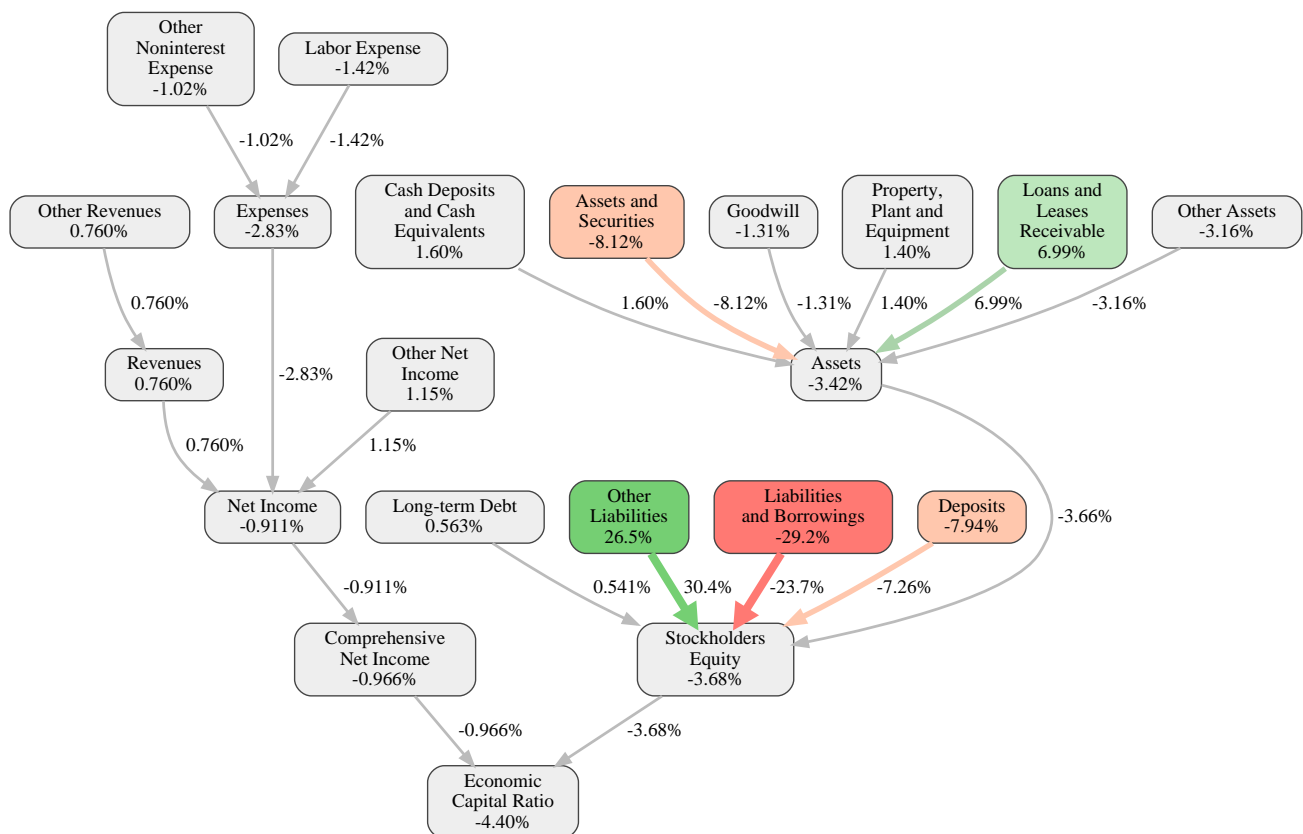 Other
Noninterest
Expense
-1.02%
Labor Expense
-1.42%
-1.02%
-1.42%
Other Revenues
0.760%
Expenses
-2.83%
Cash Deposits
and Cash
Equivalents
1.60%
Assets and
Securities
-8.12%
Goodwill
-1.31%
Property,
Plant and
Equipment
1.40%
Loans and
Leases
Receivable
6.99%
Other Assets
-3.16%
0.760%
1.60%
-8.12%
-1.31%
1.40%
6.99%
-3.16%
Revenues
0.760%
-2.83%
Other Net
Income
1.15%
Assets
-3.42%
0.760%
1.15%
Net Income
-0.911%
Long-term Debt
0.563%
Other
Liabilities
26.5%
Liabilities
and Borrowings
-29.2%
Deposits
-7.94%
-3.66%
-0.911%
0.541%
30.4%
-23.7%
-7.26%
Comprehensive
Net Income
-0.966%
Stockholders
Equity
-3.68%
-0.966%
-3.68%
Economic
Capital Ratio
-4.40%